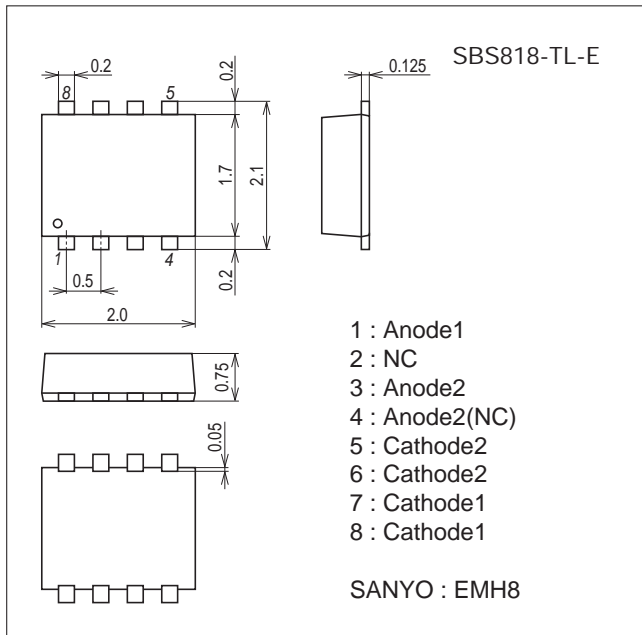 SBS818-TL-E
0.2
8
5
0.2
1.7
2.1
0.125
1
4
0.5
0.2
2.0
0.75
0.05
1 : Anode1
2 : NC
3 : Anode2
4 : Anode2(NC)
5 : Cathode2
6 : Cathode2
7 : Cathode1
8 : Cathode1
SANYO : EMH8